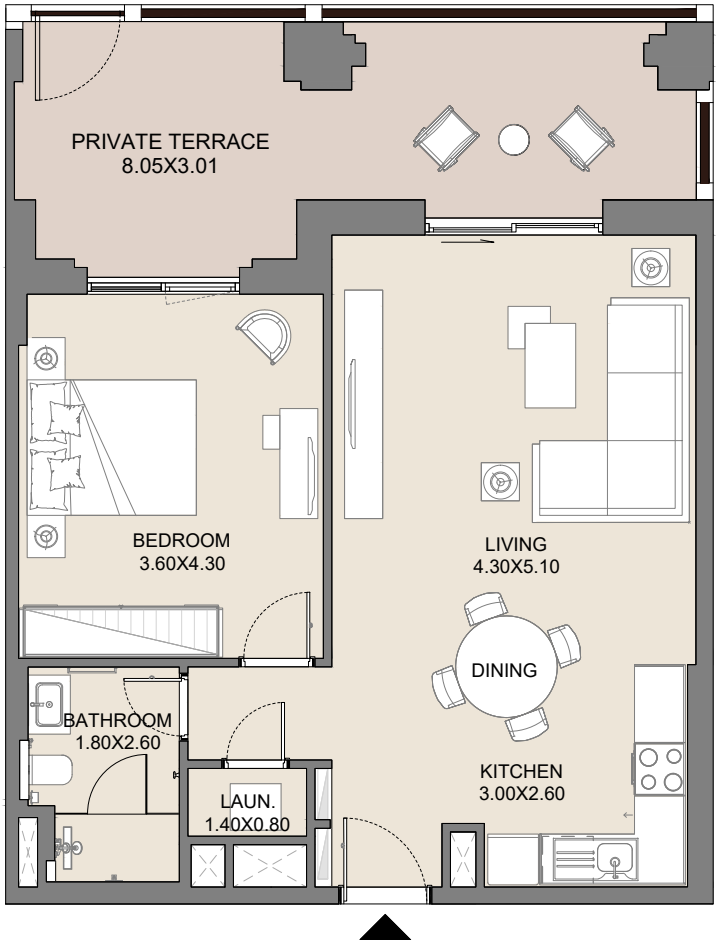 PRIVATE TERRACE
8.05X3.01
BEDROOM
3.60X4.30
LIVING
4.30X5.10
DINING
BATHROOM
1.80X2.60
KITCHEN
3.00X2.60
LAUN.
1.40X0.80